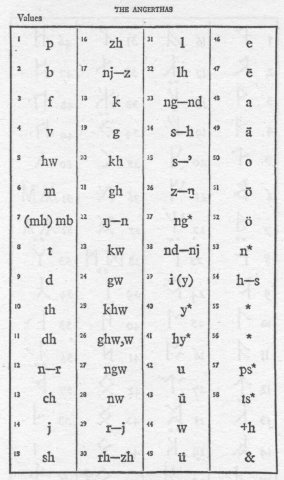 THE ANGERTHAS
Values
1 p 16 zh 31 l 46 e
2 b 17 nj—z 32 lh 47 ē
3 f 18 k 33 ng—nd 48 a
4 v 19 g 34 s—h 49 ā
5 hw 20 kh 35 s—’ 50 o
6 m 21 gh 36 z—ŋ 51 ō
7 (mh) mb 22 ŋ—n 37 ng* 52 ö
8 t 23 kw 38 nd—nj 53 n*
9 d 24 gw 39 i (y) 54 h—s
10 th 25 khw 40 y* 55 *
11 dh 26 ghw,w 41 hy* 56 *
12 n—r 27 ngw 42 u 57 ps*
13 ch 28 nw 43 ū 58 ts*
14 j 29 r—j 44 w +h
15 sh 30 rh—zh 45 ü &